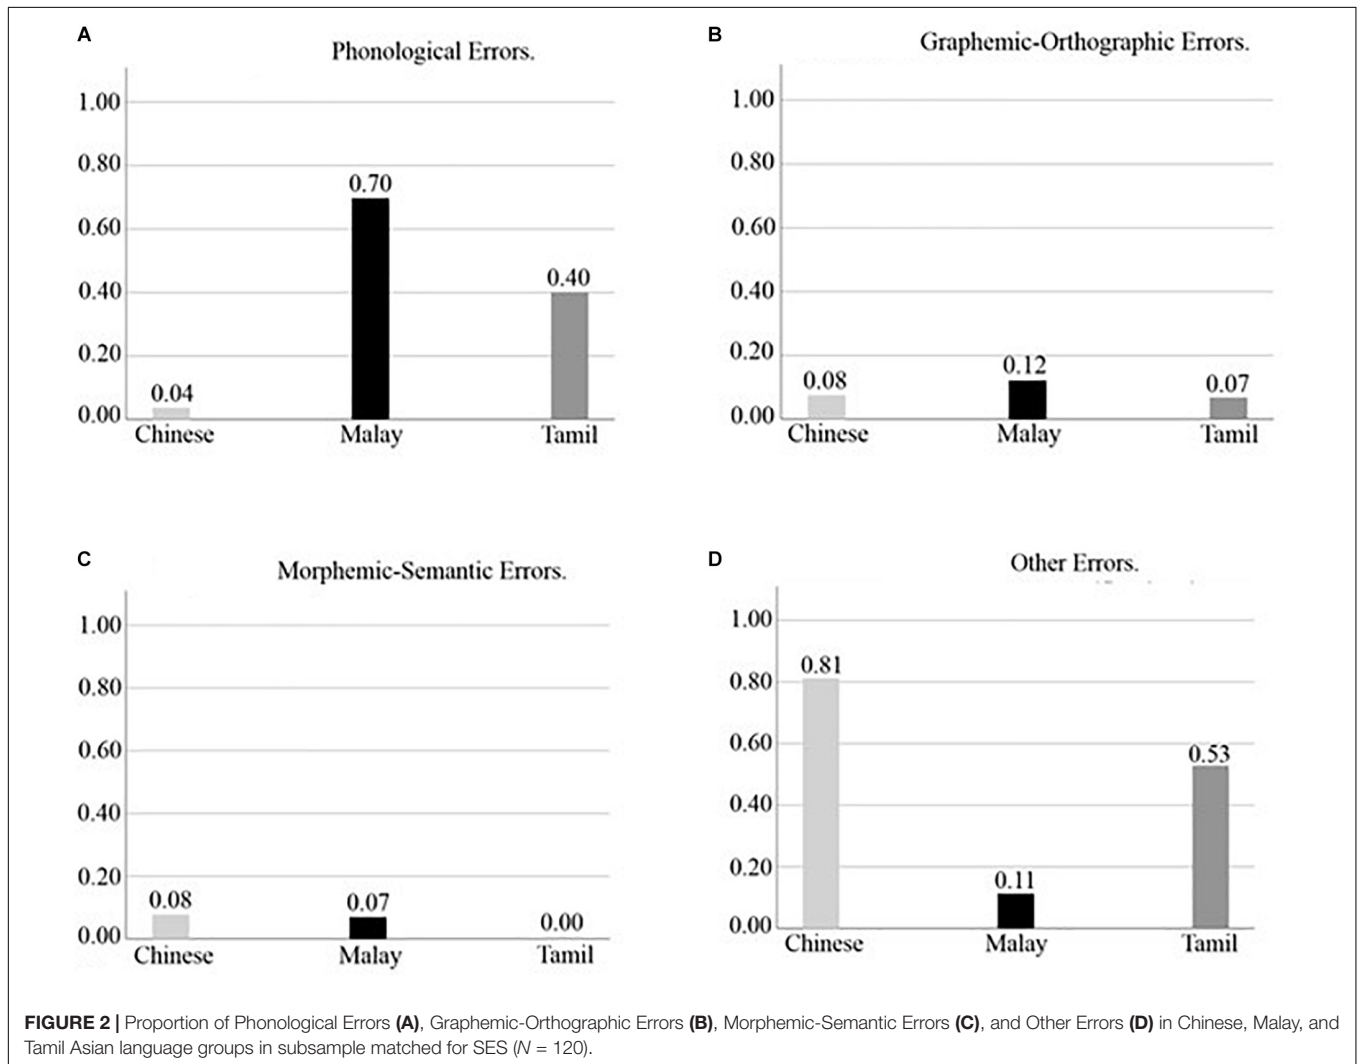 A
Phonological Errors.
1.00
0.80
0.60
0.40
0.20
0.00
0.04
0.70
0.40
Chinese Malay Tamil
B
Graphemic-Orthographic Errors.
1.00
0.80
0.60
0.40
0.20
0.00
0.08
0.12
0.07
Chinese Malay Tamil
C
Morphemic-Semantic Errors.
1.00
0.80
0.60
0.40
0.20
0.00
0.08
0.07
0.00
Chinese Malay Tamil
D
Other Errors.
1.00
0.80
0.60
0.40
0.20
0.00
0.81
0.11
0.53
Chinese Malay Tamil
FIGURE 2 | Proportion of Phonological Errors (A), Graphemic-Orthographic Errors (B), Morphemic-Semantic Errors (C), and Other Errors (D) in Chinese, Malay, and
Tamil Asian language groups in subsample matched for SES (N = 120).